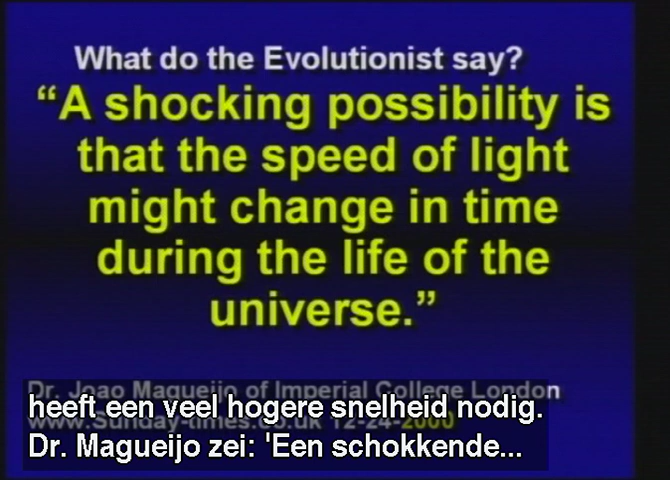 What do the Evolutionist say?
“A shocking possibility is
that the speed of light
might change in time
during the life of the
universe.”
Dr. Joao Magueijo of Imperial College London
www.Sunday-times.co.uk 12-24-2000
heeft een veel hogere snelheid nodig.
Dr. Magueijo zei: 'Een schokkende...